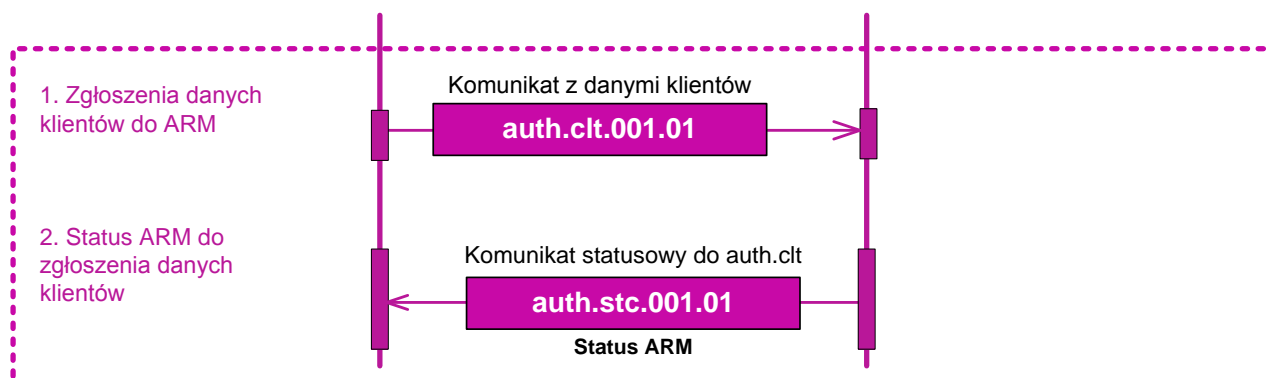 1. Zgłoszenia danych
klientów do ARM
Komunikat z danymi klientów
auth.clt.001.01
2. Status ARM do
zgłoszenia danych
klientów
Komunikat statusowy do auth.clt
auth.stc.001.01
Status ARM